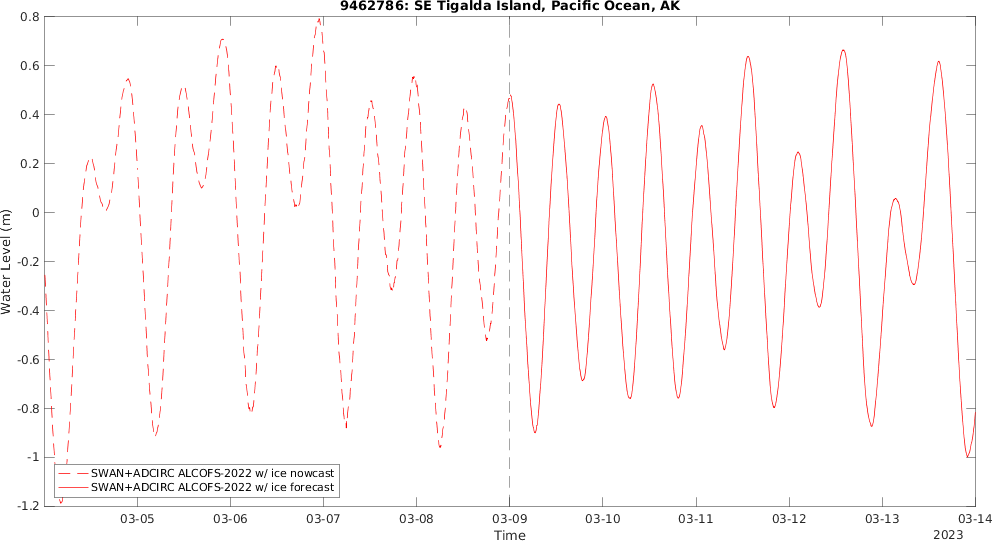 9462786: SE Tigalda Island, Pacific Ocean, AK
Water Level (m)
0.8
0.6
0.4
0.2
0
-0.2
-0.4
-0.6
-0.8
-1
-1.2
SWAN+ADCIRC ALCOFS-2022 w/ ice nowcast
SWAN+ADCIRC ALCOFS-2022 w/ ice forecast
03-05 03-06 03-07 03-08 03-09 03-10 03-11 03-12 03-13 03-14
Time
2023